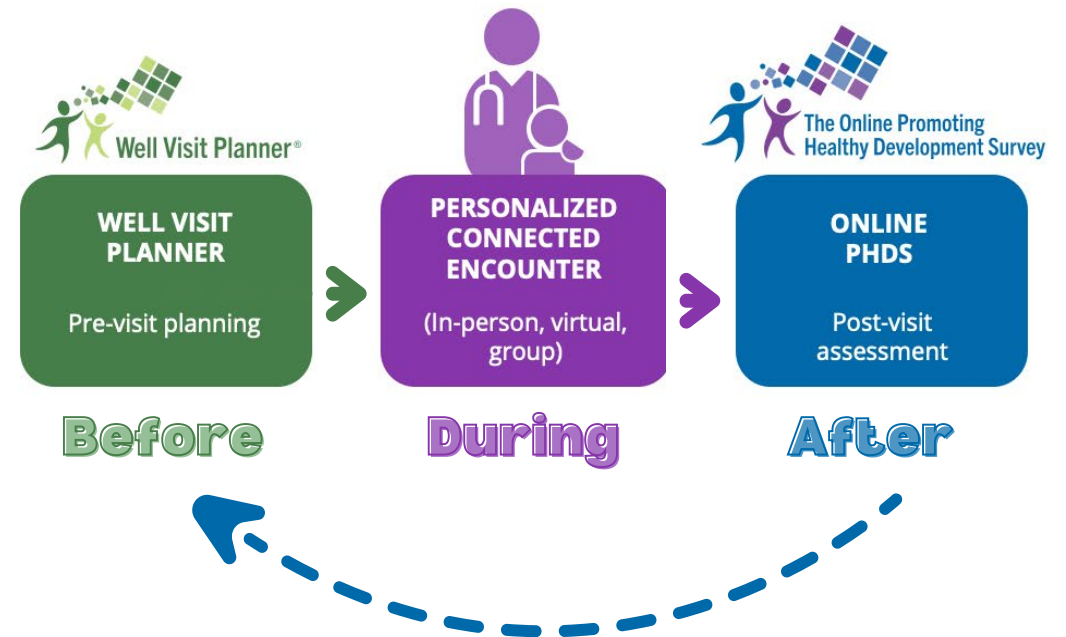 Well Visit Planner®
The Online Promoting
Healthy Development Survey
WELL VISIT
PLANNER
Pre-visit planning
PERSONALIZED
CONNECTED
ENCOUNTER
(In-person, virtual,
group)
ONLINE
PHDS
Post-visit
assessment
Before
During
After